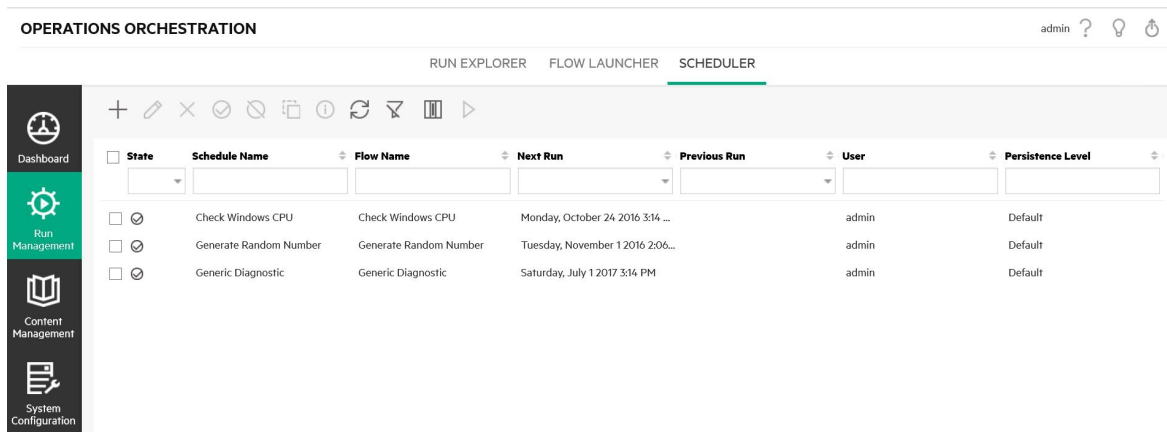 OPERATIONS ORCHESTRATION
admin
RUN EXPLORER FLOW LAUNCHER SCHEDULER
Dashboard
Run
Management
Content
Management
System
Configuration
State Schedule Name Flow Name Next Run Previous Run User Persistence Level
Check Windows CPU Check Windows CPU Monday, October 24 2016 3:14 ... admin Default
Generate Random Number Generate Random Number Tuesday, November 1 2016 2:06... admin Default
Generic Diagnostic Generic Diagnostic Saturday, July 1 2017 3:14 PM admin Default